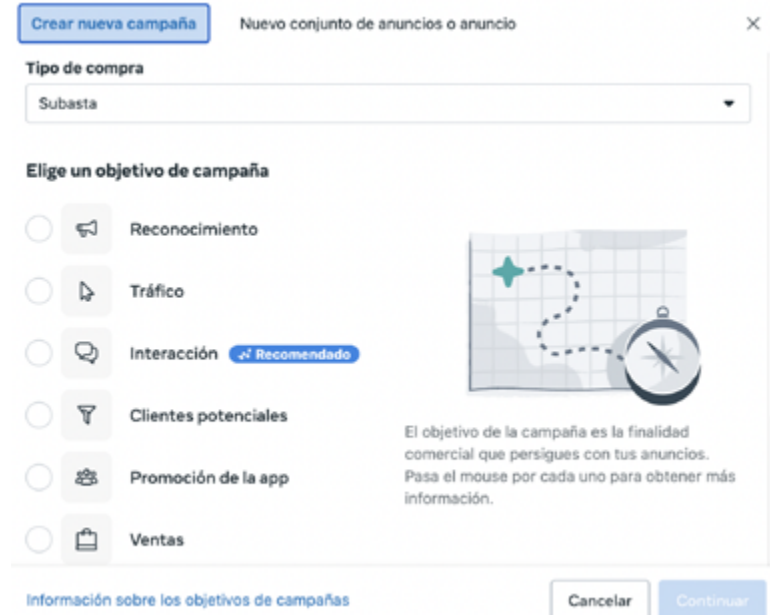 Crear nueva campaña
Nuevo conjunto de anuncios o anuncio
Tipo de compra
Subasta
Elige un objetivo de campaña
Reconocimiento
Tráfico
Interacción
Recomendado
Clientes potenciales
Promoción de la app
Ventas
El objetivo de la campaña es la finalidad
comercial que persigues con tus anuncios.
Pasa el mouse por cada uno para obtener más
información.
Información sobre los objetivos de campañas
Cancelar
Continuar